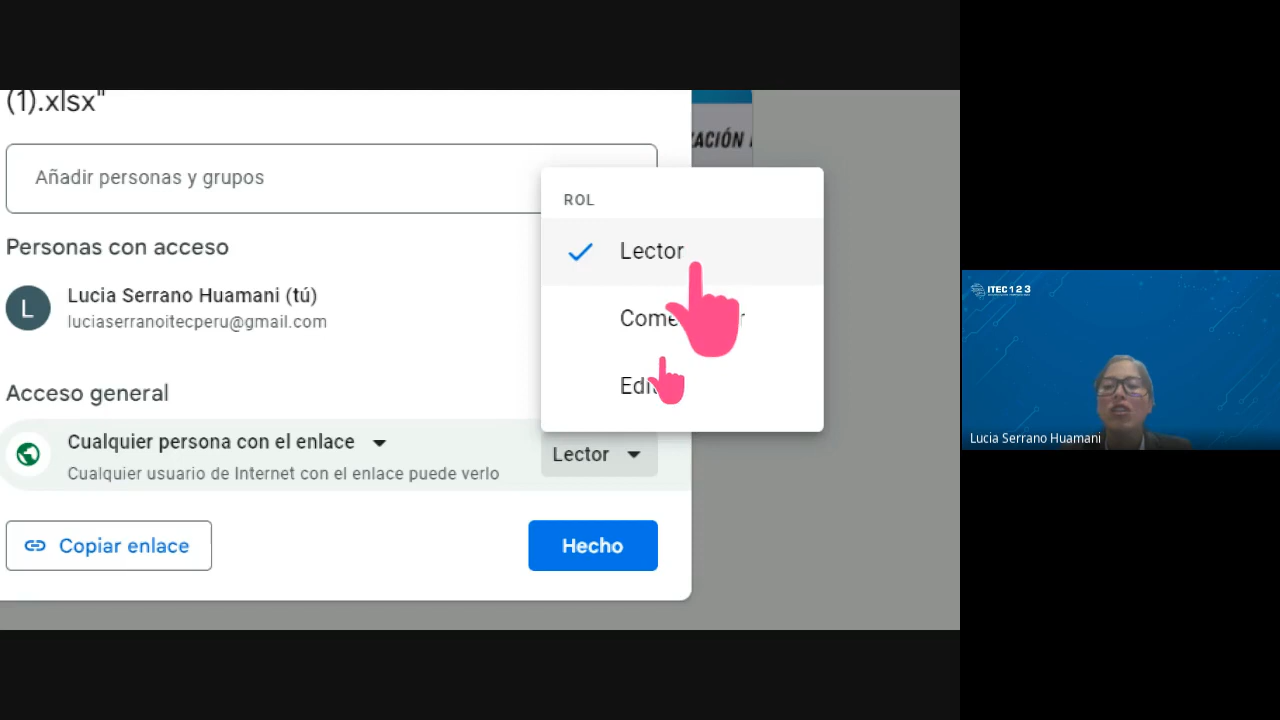 (1).xlsx"
ZACIÓN
Añadir personas y grupos
ROL
Lector
Personas con acceso
L
Lucia Serrano Huamani (tú)
luciaserranoitecperu@gmail.com
Acceso general
Cualquier persona con el enlace
Cualquier usuario de Internet con el enlace puede verlo
Lector
Copiar enlace
Hecho
ITEC 1 2 3
Lucia Serrano Huamani